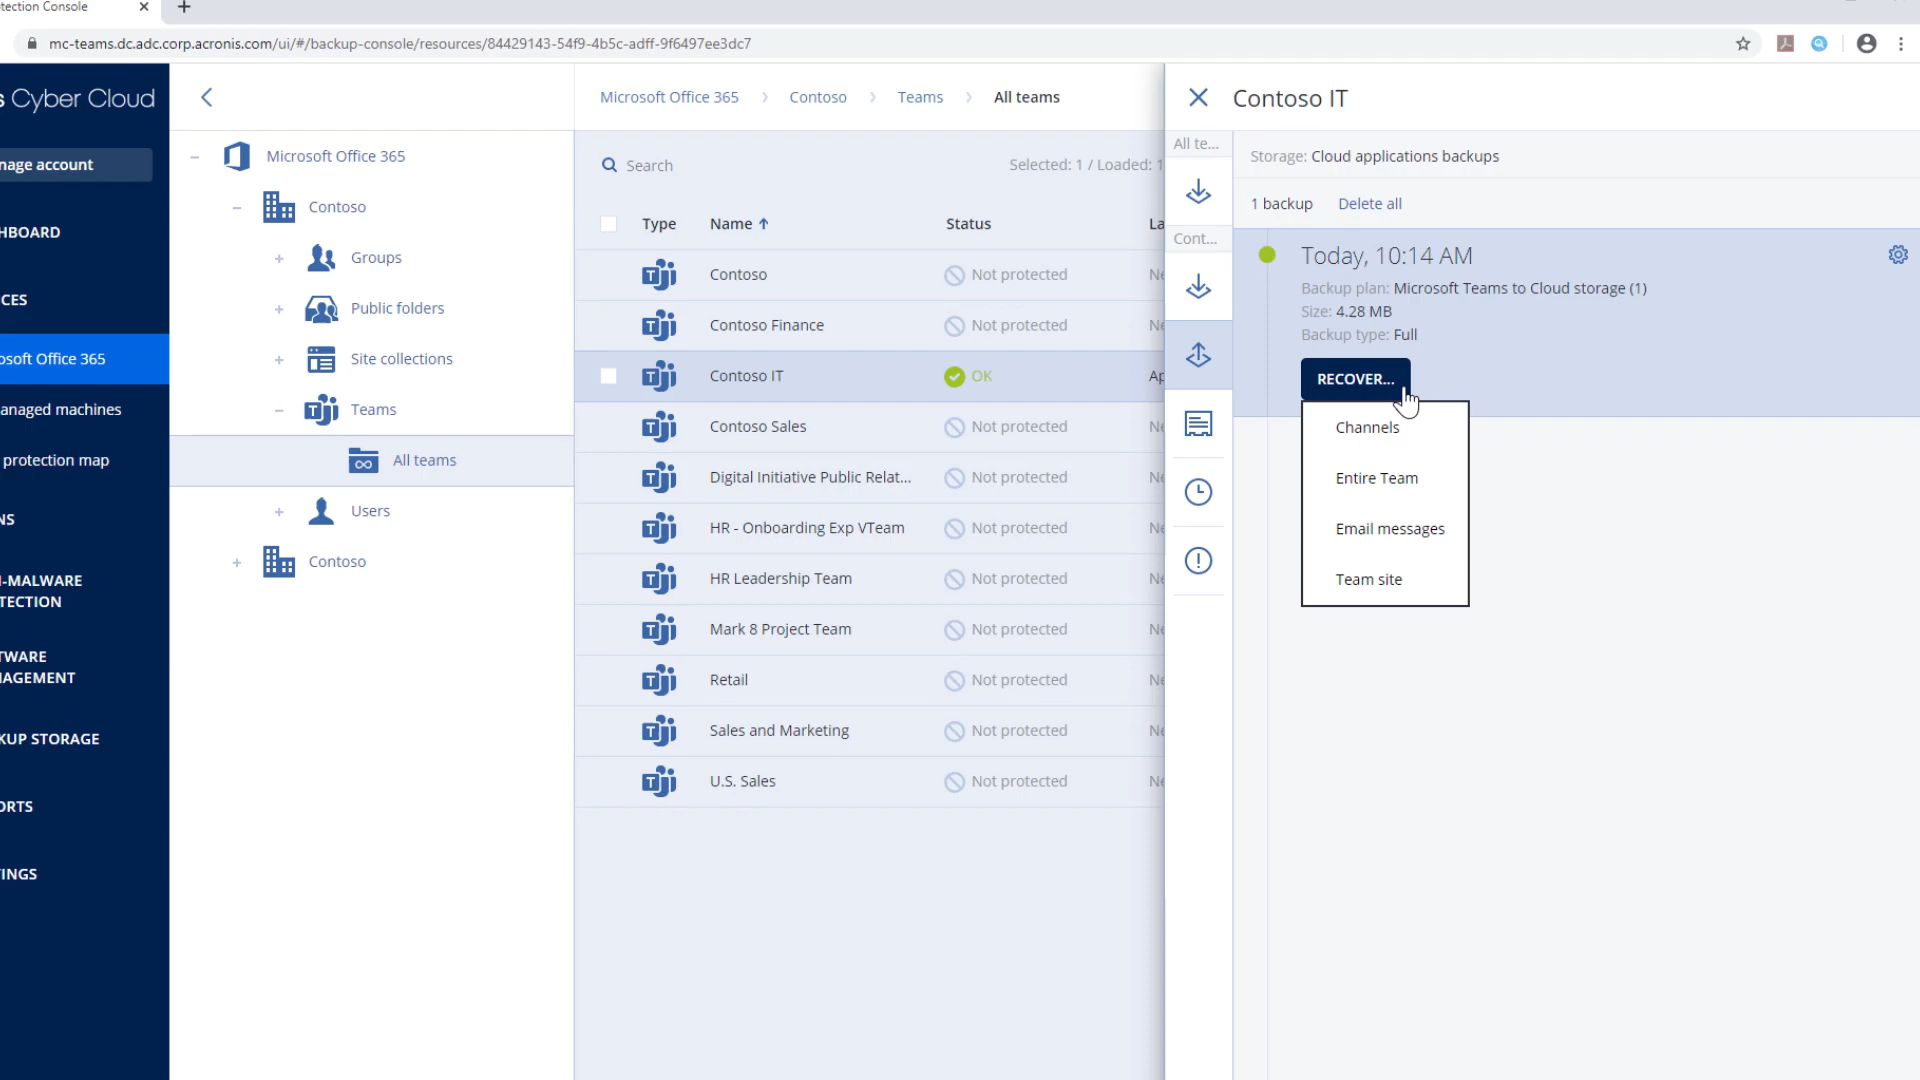 tection Console
mc-teams.dc.adc.corp.acronis.com/ui/#/backup-console/resources/84429143-54f9-4b5c-adff-9f6497ee3dc7
s Cyber Cloud
nage account
HBOARD
CES
osoft Office 365
anaged machines
protection map
NS
I-MALWARE
TECTION
TWARE
NAGEMENT
KUP STORAGE
ORTS
INGS
Microsoft Office 365
Contoso
Groups
Public folders
Site collections
Teams
All teams
Users
Contoso
Microsoft Office 365 > Contoso > Teams > All teams
Search
Selected: 1 / Loaded: 1
Type Name Status La
Contoso Not protected Ne
Contoso Finance Not protected Ne
Contoso IT OK Ap
Contoso Sales Not protected Ne
Digital Initiative Public Relat... Not protected Ne
HR - Onboarding Exp VTeam Not protected Ne
HR Leadership Team Not protected Ne
Mark 8 Project Team Not protected Ne
Retail Not protected Ne
Sales and Marketing Not protected Ne
U.S. Sales Not protected Ne
Contoso IT
All te...
Cont...
Storage: Cloud applications backups
1 backup Delete all
Today, 10:14 AM
Backup plan: Microsoft Teams to Cloud storage (1)
Size: 4.28 MB
Backup type: Full
RECOVER...
Channels
Entire Team
Email messages
Team site